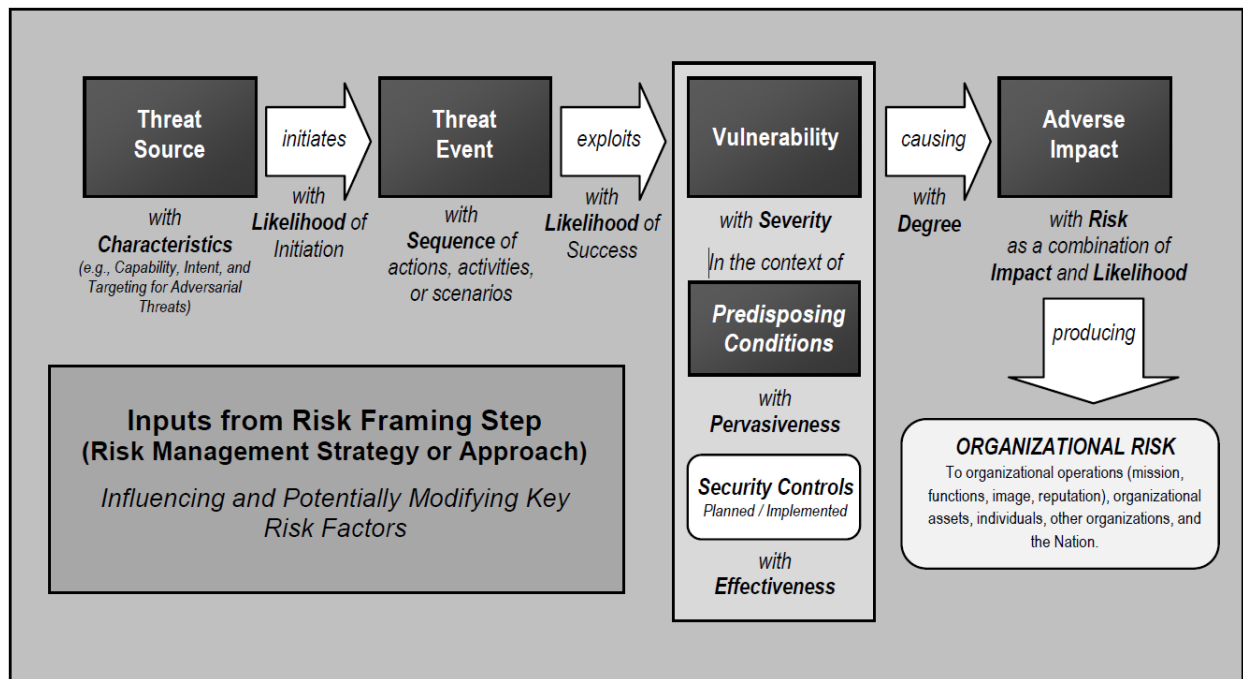 Threat
Source
initiates
Threat
Event
exploits
Vulnerability
causing
Adverse
Impact
with
Characteristics
(e.g., Capability, Intent, and
Targeting for Adversarial
Threats)
with
Likelihood of
Initiation
with
Sequence of
actions, activities,
or scenarios
with
Likelihood of
Success
with Severity
In the context of
Predisposing
Conditions
with
Pervasiveness
Security Controls
Planned / Implemented
with
Effectiveness
with
Degree
with Risk
as a combination of
Impact and Likelihood
producing
ORGANIZATIONAL RISK
To organizational operations (mission,
functions, image, reputation), organizational
assets, individuals, other organizations, and
the Nation.
Inputs from Risk Framing Step
(Risk Management Strategy or Approach)
Influencing and Potentially Modifying Key
Risk Factors